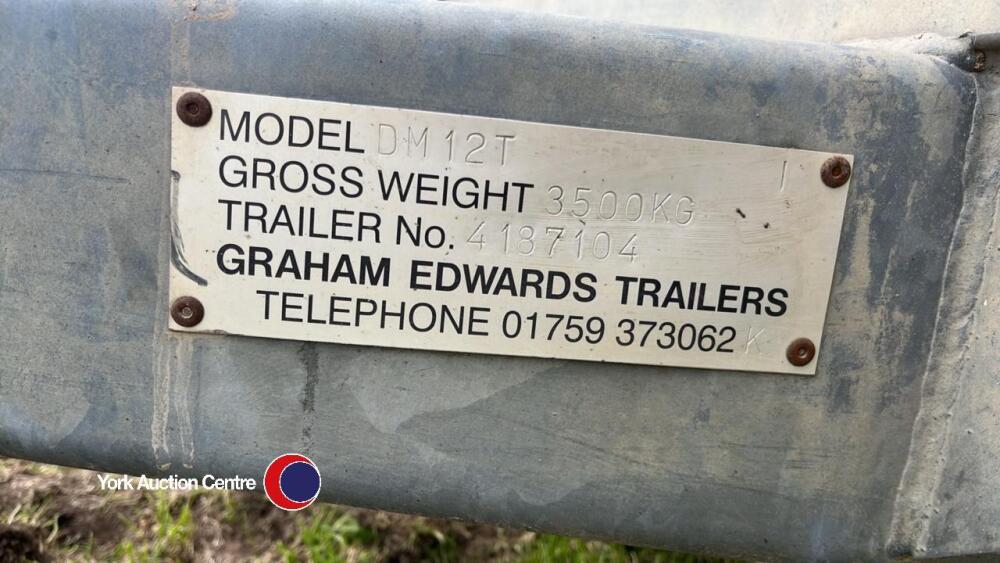 MODEL DM12T I
GROSS WEIGHT 3500KG
TRAILER No. 4187104
GRAHAM EDWARDS TRAILERS
TELEPHONE 01759 373062 K
York Auction Centre